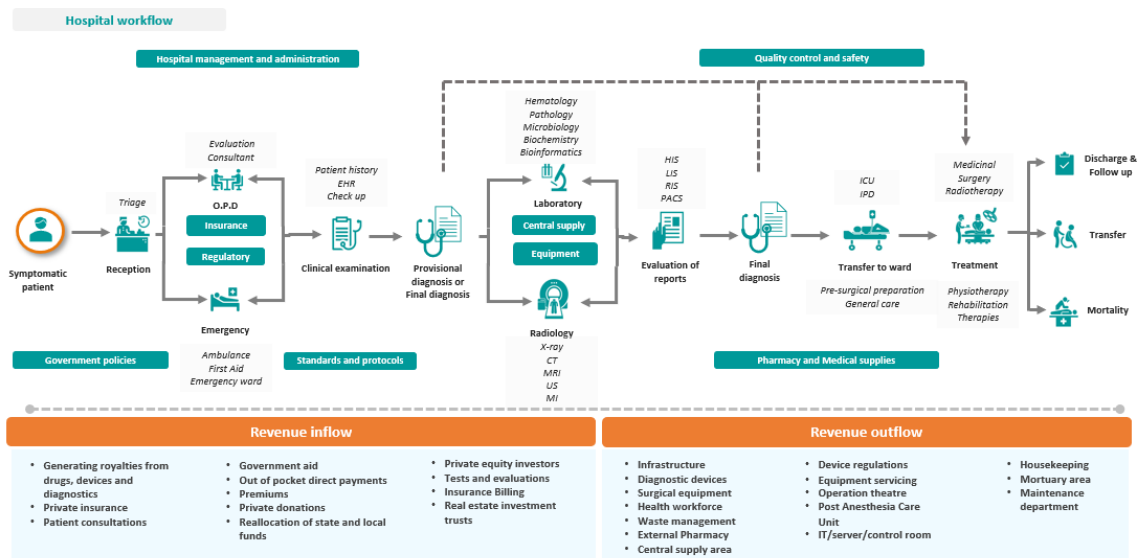 Hospital workflow
Hospital management and administration
Quality control and safety
Symptomatic
patient
Triage
Reception
Evaluation
Consultant
O.P.D
Insurance
Regulatory
Emergency
Ambulance
First Aid
Emergency ward
Patient history
EHR
Check up
Clinical examination
Provisional
diagnosis or
Final diagnosis
Hematology
Pathology
Microbiology
Biochemistry
Bioinformatics
Laboratory
Central supply
Equipment
Radiology
X-ray
CT
MRI
US
MI
HIS
LIS
RIS
PACS
Evaluation of
reports
Final
diagnosis
ICU
IPD
Transfer to ward
Pre-surgical preparation
General care
Medicinal
Surgery
Radiotherapy
Treatment
Physiotherapy
Rehabilitation
Therapies
Discharge &
Follow up
Transfer
Mortality
Government policies
Standards and protocols
Pharmacy and Medical supplies
Revenue inflow
• Generating royalties from
drugs, devices and
diagnostics
• Private insurance
• Patient consultations
• Government aid
• Out of pocket direct payments
• Premiums
• Private donations
• Reallocation of state and local
funds
• Private equity investors
• Tests and evaluations
• Insurance Billing
• Real estate investment
trusts
Revenue outflow
• Infrastructure
• Diagnostic devices
• Surgical equipment
• Health workforce
• Waste management
• External Pharmacy
• Central supply area
• Device regulations
• Equipment servicing
• Operation theatre
• Post Anesthesia Care
Unit
• IT/server/control room
• Housekeeping
• Mortuary area
• Maintenance
department